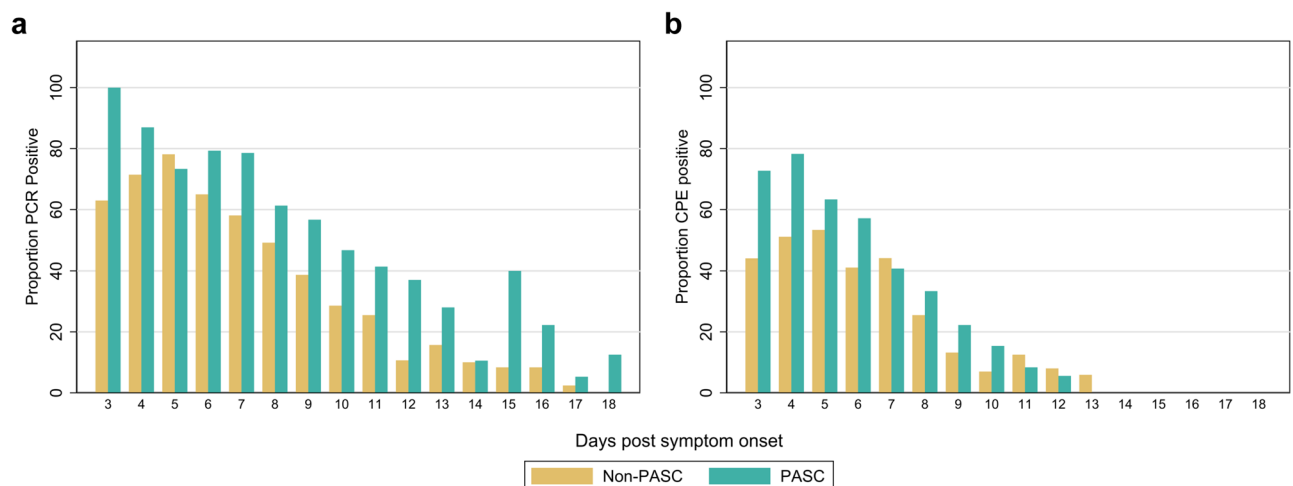 a
Proportion PCR Positive
0 20 40 60 80 100
3 4 5 6 7 8 9 10 11 12 13 14 15 16 17 18
b
Proportion CPE positive
0 20 40 60 80 100
3 4 5 6 7 8 9 10 11 12 13 14 15 16 17 18
Days post symptom onset
Non-PASC PASC